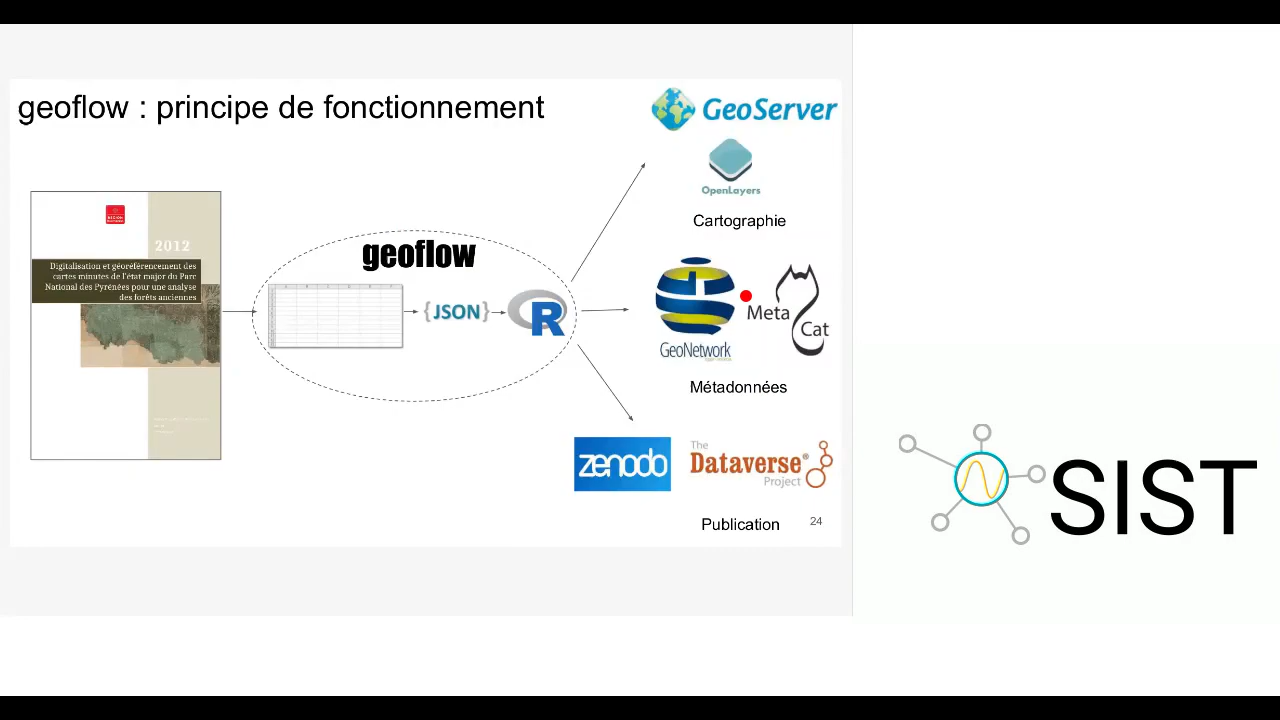 geoflow : principe de fonctionnement
GeoServer
OpenLayers
Cartographie
2012
Digitalisation et géoréférencement des
cartes minutes de l'état major du Parc
National des Pyrénées pour une analyse
des forêts anciennes
geoflow
{JSON}
R
GeoNetwork
Meta
Cat
Métadonnées
zenodo
The
Dataverse®
Project
Publication
24
SIST